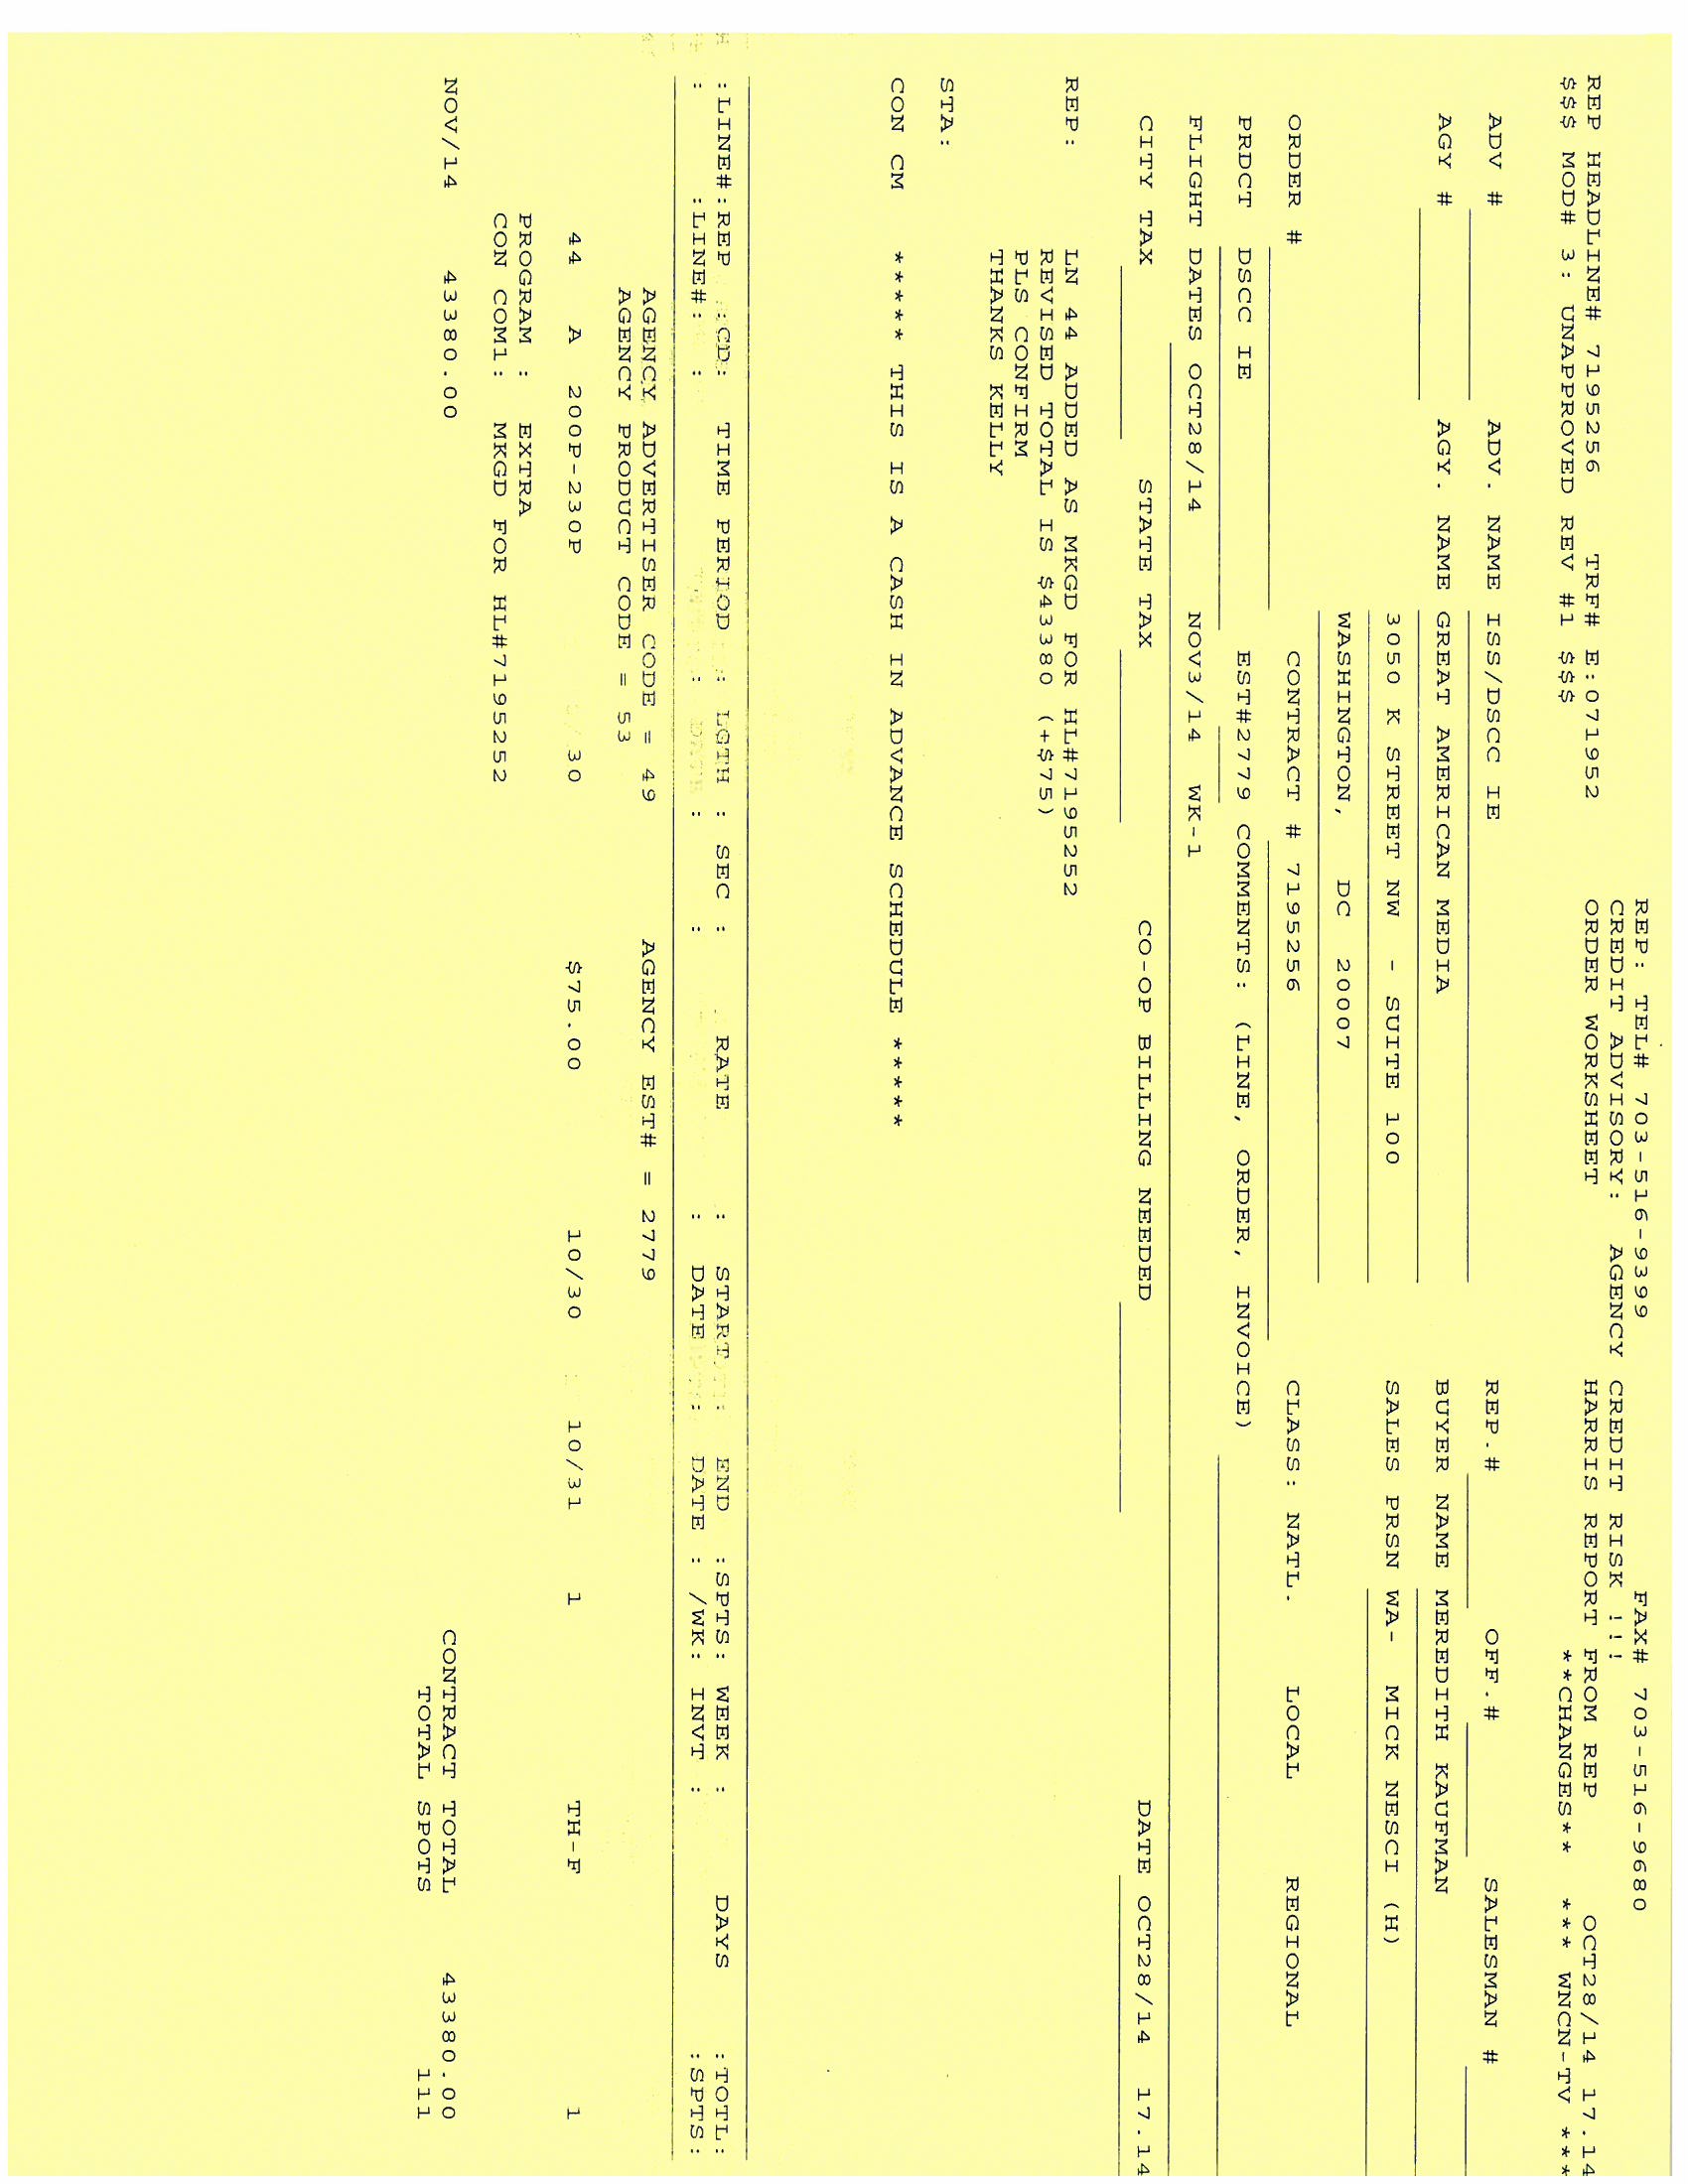 REP: TEL# 703-516-9399 FAX# 703-516-9680
CREDIT ADVISORY: AGENCY CREDIT RISK !!!
ORDER WORKSHEET HARRIS REPORT FROM REP OCT28/14 17.14
REP HEADLINE# 7195256 TRF# E:071952
$$$ MOD# 3: UNAPPROVED REV #1 $$$ **CHANGES** *** WNCN-TV ***
ADV # ADV. NAME ISS/DSCC IE REP.# OFF.# SALESMAN #
AGY # AGY. NAME GREAT AMERICAN MEDIA BUYER NAME MEREDITH KAUFMAN
3050 K STREET NW - SUITE 100 SALES PRSN WA- MICK NESCI (H)
WASHINGTON, DC 20007
ORDER # CONTRACT # 7195256 CLASS: NATL. LOCAL REGIONAL
PRDCT DSCC IE EST#2779 COMMENTS: (LINE, ORDER, INVOICE)
FLIGHT DATES OCT28/14 NOV3/14 WK-1
CITY TAX STATE TAX CO-OP BILLING NEEDED DATE OCT28/14 17.14
REP: LN 44 ADDED AS MKGD FOR HL#7195252
REVISED TOTAL IS $43380 (+$75)
PLS CONFIRM
THANKS KELLY
STA:
CON CM ***** THIS IS A CASH IN ADVANCE SCHEDULE *****
:LINE#:REP :CD: TIME PERIOD : LGTH : SEC : RATE : START : END :SPTS: WEEK : DAYS :TOTL:
: :LINE#: : : : : : DATE : DATE : /WK: INVT : :SPTS:
AGENCY ADVERTISER CODE = 49 AGENCY EST# = 2779
AGENCY PRODUCT CODE = 53
44 A 200P-230P 30 $75.00 10/30 10/31 1 TH-F 1
PROGRAM : EXTRA
CON COM1: MKGD FOR HL#7195252
NOV/14 43380.00 CONTRACT TOTAL 43380.00
TOTAL SPOTS 111